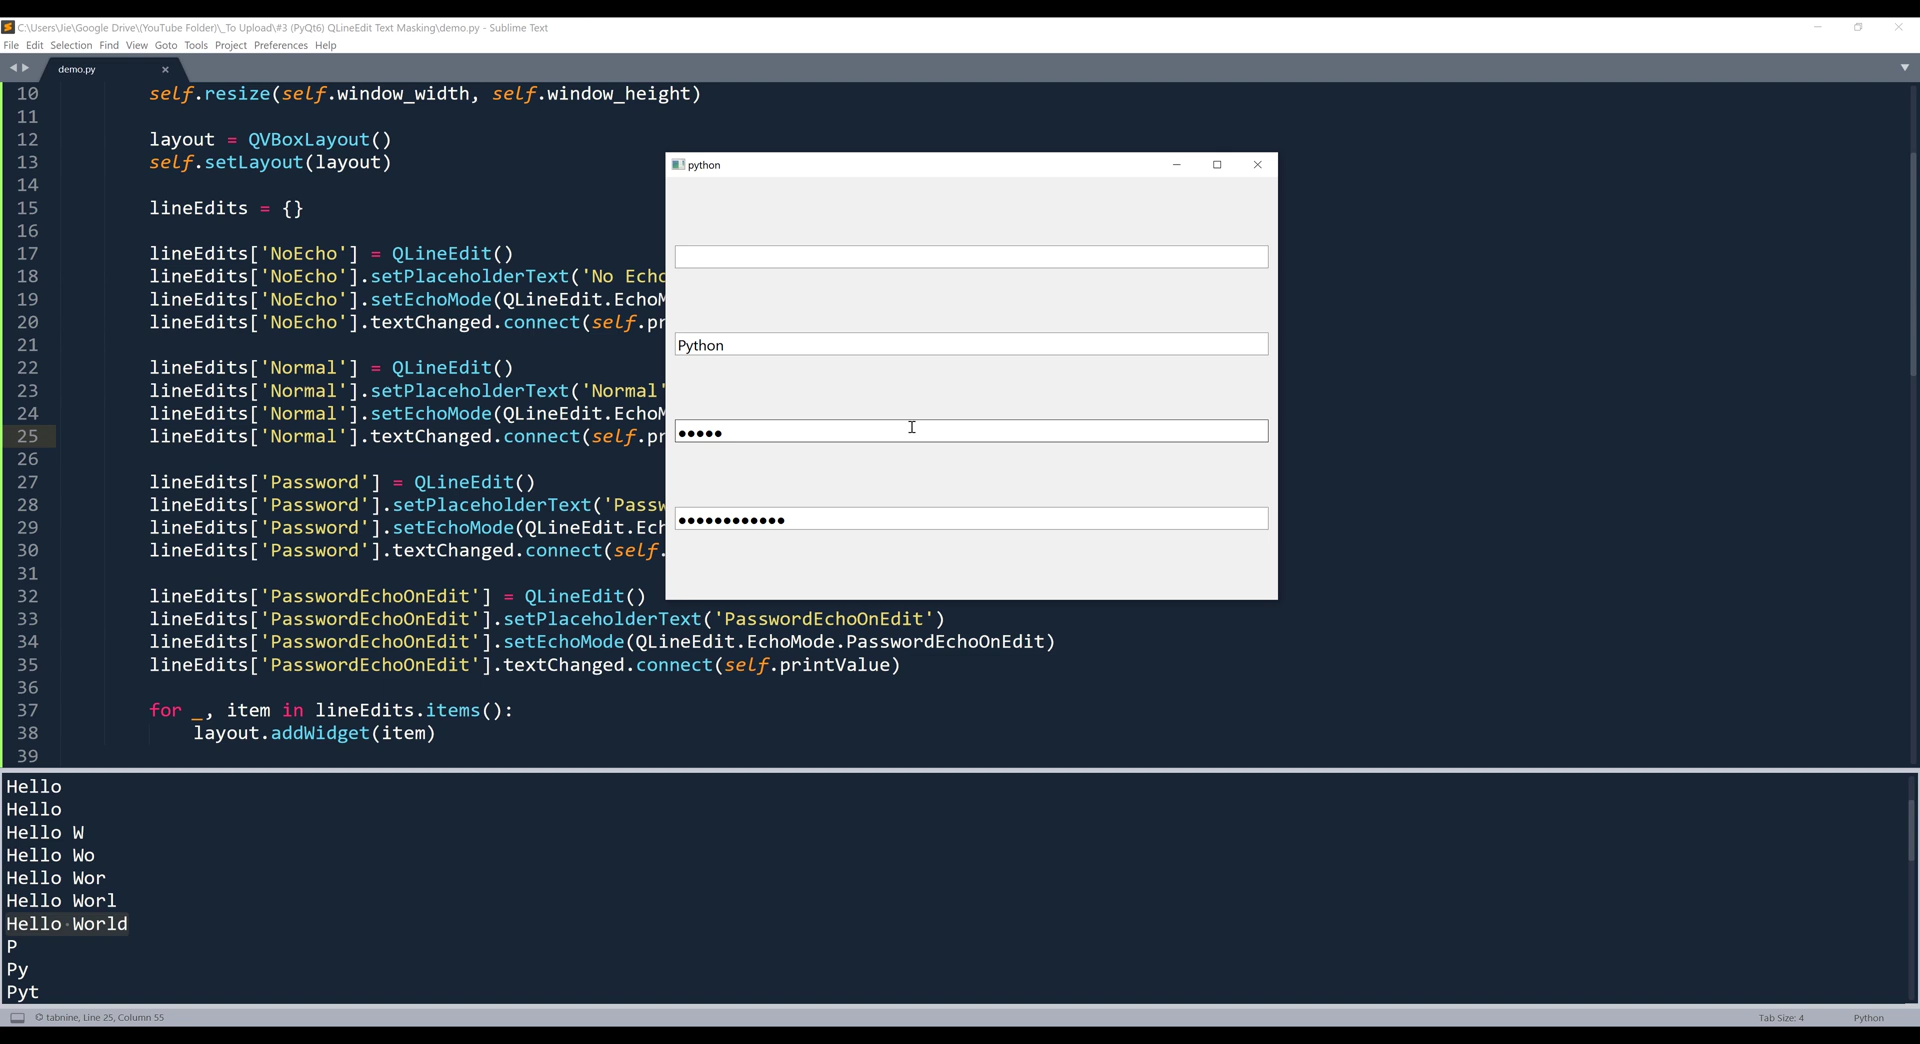 C:\Users\Jie\Google Drive\(YouTube Folder)\_To Upload\#3 (PyQt6) QLineEdit Text Masking\demo.py - Sublime Text
File Edit Selection Find View Goto Tools Project Preferences Help
demo.py
10 self.resize(self.window_width, self.window_height)
11
12 layout = QVBoxLayout()
13 self.setLayout(layout)
14
15 lineEdits = {}
16
17 lineEdits['NoEcho'] = QLineEdit()
18 lineEdits['NoEcho'].setPlaceholderText('No Echo
19 lineEdits['NoEcho'].setEchoMode(QLineEdit.EchoM
20 lineEdits['NoEcho'].textChanged.connect(self.pr
21
22 lineEdits['Normal'] = QLineEdit()
23 lineEdits['Normal'].setPlaceholderText('Normal'
24 lineEdits['Normal'].setEchoMode(QLineEdit.EchoM
25 lineEdits['Normal'].textChanged.connect(self.pr
26
27 lineEdits['Password'] = QLineEdit()
28 lineEdits['Password'].setPlaceholderText('Passw
29 lineEdits['Password'].setEchoMode(QLineEdit.Ech
30 lineEdits['Password'].textChanged.connect(self.
31
32 lineEdits['PasswordEchoOnEdit'] = QLineEdit()
33 lineEdits['PasswordEchoOnEdit'].setPlaceholderText('PasswordEchoOnEdit')
34 lineEdits['PasswordEchoOnEdit'].setEchoMode(QLineEdit.EchoMode.PasswordEchoOnEdit)
35 lineEdits['PasswordEchoOnEdit'].textChanged.connect(self.printValue)
36
37 for _, item in lineEdits.items():
38 layout.addWidget(item)
39
python
Python
●●●●●
●●●●●●●●●●●●
Hello
Hello
Hello W
Hello Wo
Hello Wor
Hello Worl
Hello World
P
Py
Pyt
tabnine, Line 25, Column 55
Tab Size: 4
Python